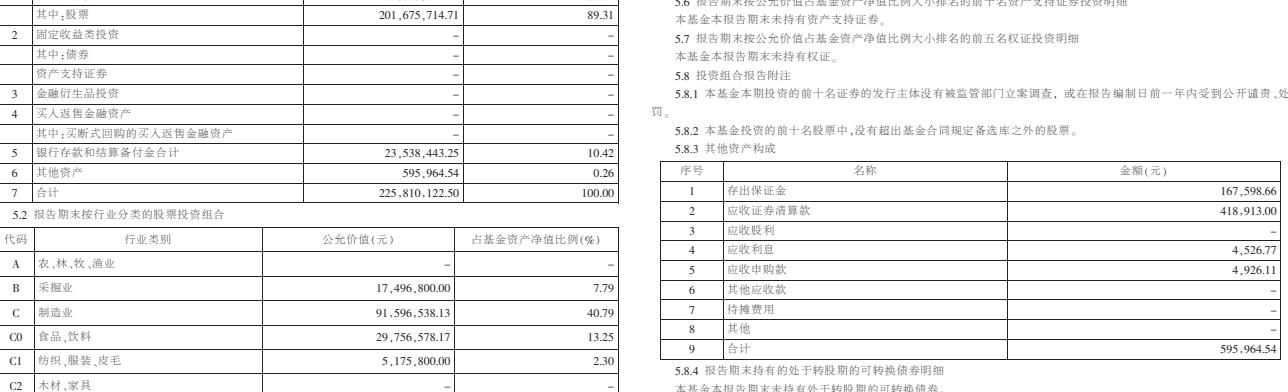 其中:股票 201,675,714.71 89.31
2 固定收益类投资 – –
其中:债券 – –
资产支持证券 – –
3 金融衍生品投资 – –
4 买入返售金融资产 – –
其中:买断式回购的买入返售金融资产 – –
5 银行存款和结算备付金合计 23,538,443.25 10.42
6 其他资产 595,964.54 0.26
7 合计 225,810,122.50 100.00
5.2 报告期末按行业分类的股票投资组合
代码 行业类别 公允价值(元) 占基金资产净值比例(%)
A 农、林、牧、渔业 – –
B 采掘业 17,496,800.00 7.79
C 制造业 91,596,538.13 40.79
C0 食品、饮料 29,756,578.17 13.25
C1 纺织、服装、皮毛 5,175,800.00 2.30
C2 木材、家具 – –
5.6 报告期末按公允价值占基金资产净值比例大小排名的前十名资产支持证券投资明细
本基金本报告期末未持有资产支持证券。
5.7 报告期末按公允价值占基金资产净值比例大小排名的前五名权证投资明细
本基金本报告期末未持有权证。
5.8 投资组合报告附注
5.8.1 本基金本期投资的前十名证券的发行主体没有被监管部门立案调查，或在报告编制日前一年内受到公开谴责、处
罚。
5.8.2 本基金投资的前十名股票中,没有超出基金合同规定备选库之外的股票。
5.8.3 其他资产构成
序号 名称 金额(元)
1 存出保证金 167,598.66
2 应收证券清算款 418,913.00
3 应收股利 –
4 应收利息 4,526.77
5 应收申购款 4,926.11
6 其他应收款 –
7 待摊费用 –
8 其他 –
9 合计 595,964.54
5.8.4 报告期末持有的处于转股期的可转换债券明细
本基金本报告期末未持有处于转股期的可转换债券。